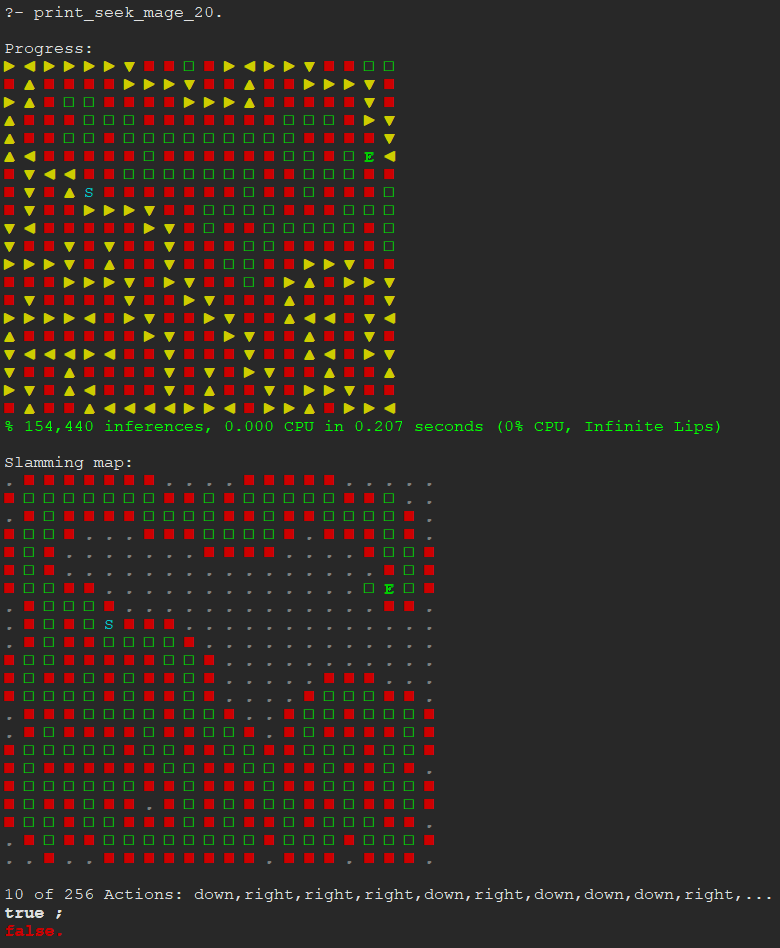 ?- print_seek_mage_20.
Progress:
E
S
% 154,440 inferences, 0.000 CPU in 0.207 seconds (0% CPU, Infinite Lips)
Slamming map:
E
S
10 of 256 Actions: down,right,right,right,down,right,down,down,down,right,...
true ;
false.